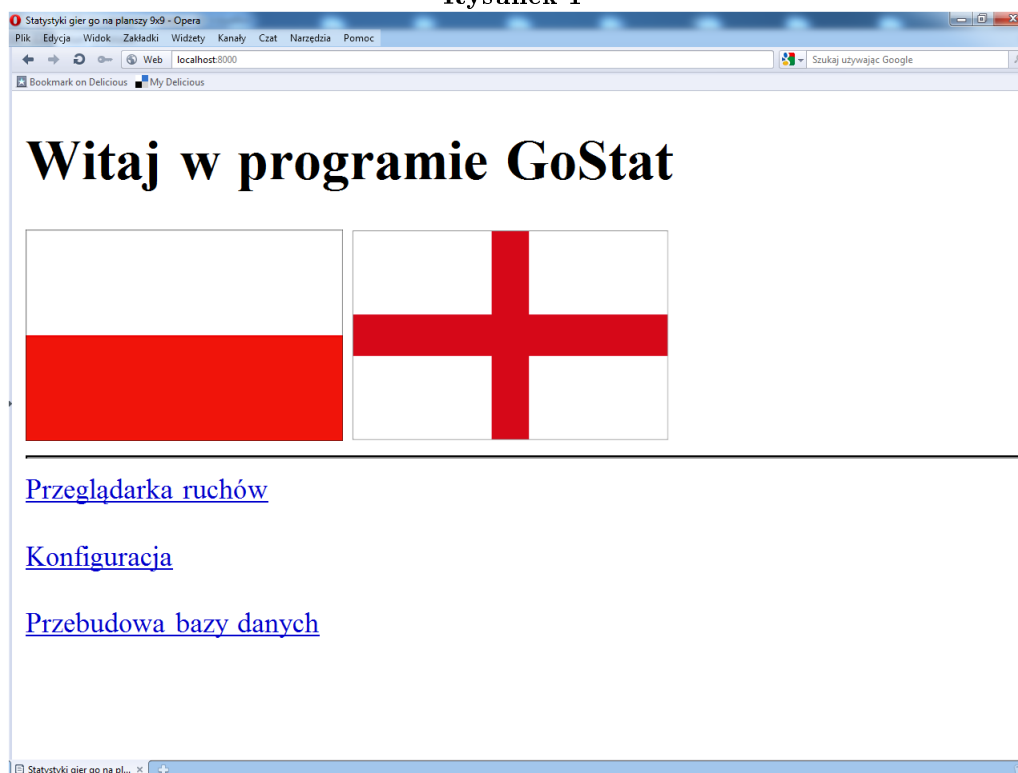 Rysunek 1
Statystyki gier go na planszy 9x9 - Opera
Plik Edycja Widok Zakładki Widżety Kanały Czat Narzędzia Pomoc
Web localhost:8000 Szukaj używając Google
Bookmark on Delicious My Delicious
Witaj w programie GoStat
Przeglądarka ruchów
Konfiguracja
Przebudowa bazy danych
Statystyki gier go na pl...